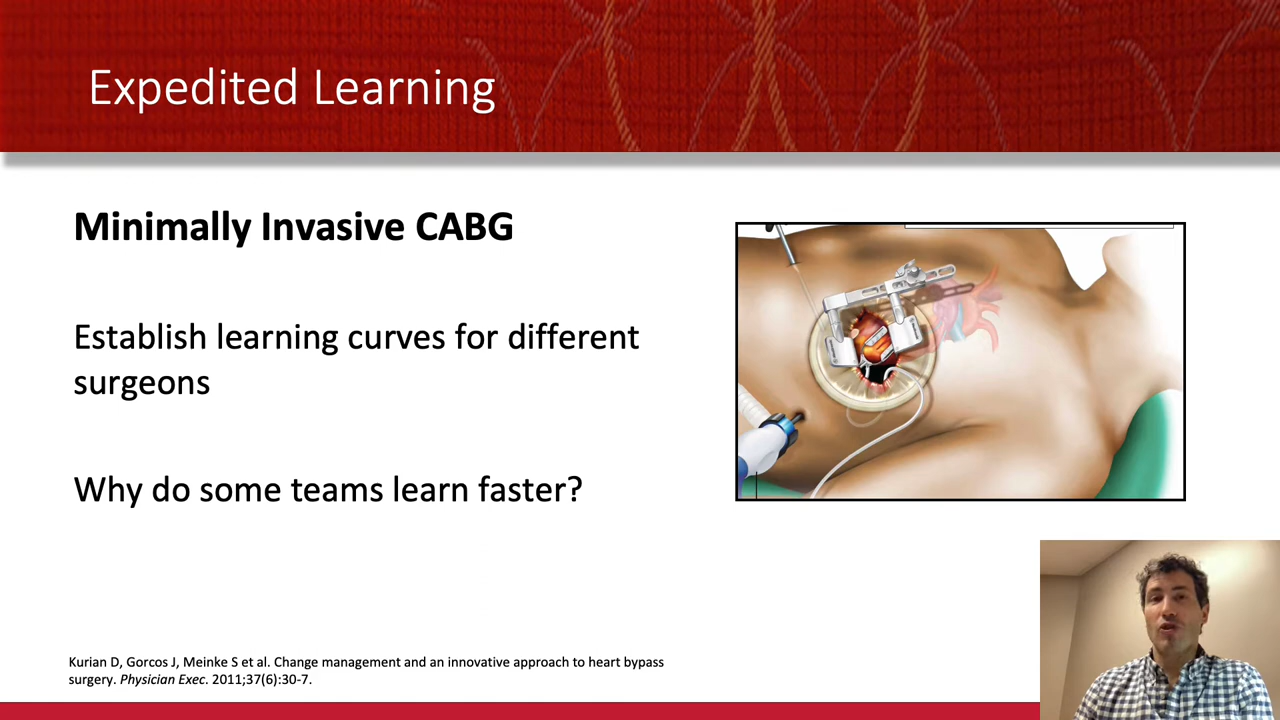 Expedited Learning
Minimally Invasive CABG
Establish learning curves for different
surgeons
Why do some teams learn faster?
Kurian D, Gorcos J, Meinke S et al. Change management and an innovative approach to heart bypass
surgery. Physician Exec. 2011;37(6):30-7.